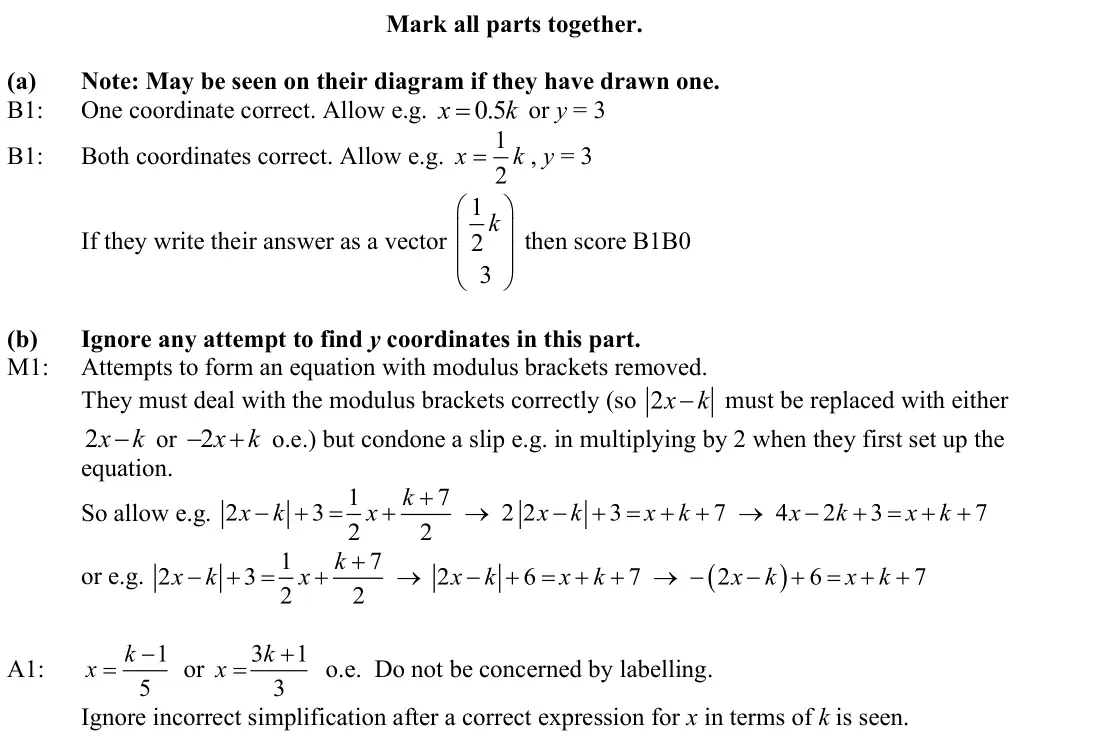 Mark all parts together.
(a) Note: May be seen on their diagram if they have drawn one.
B1: One coordinate correct. Allow e.g. x = 0.5k or y = 3
B1: Both coordinates correct. Allow e.g. x = 1/2 k , y = 3
If they write their answer as a vector (1/2 k 3) then score B1B0
(b) Ignore any attempt to find y coordinates in this part.
M1: Attempts to form an equation with modulus brackets removed.
They must deal with the modulus brackets correctly (so |2x − k| must be replaced with either
2x − k or −2x + k o.e.) but condone a slip e.g. in multiplying by 2 when they first set up the
equation.
So allow e.g. |2x − k| + 3 = 1/2 x + (k + 7)/2 → 2|2x − k| + 3 = x + k + 7 → 4x − 2k + 3 = x + k + 7
or e.g. |2x − k| + 3 = 1/2 x + (k + 7)/2 → |2x − k| + 6 = x + k + 7 → −(2x − k) + 6 = x + k + 7
A1: x = (k − 1)/5 or x = (3k + 1)/3 o.e. Do not be concerned by labelling.
Ignore incorrect simplification after a correct expression for x in terms of k is seen.